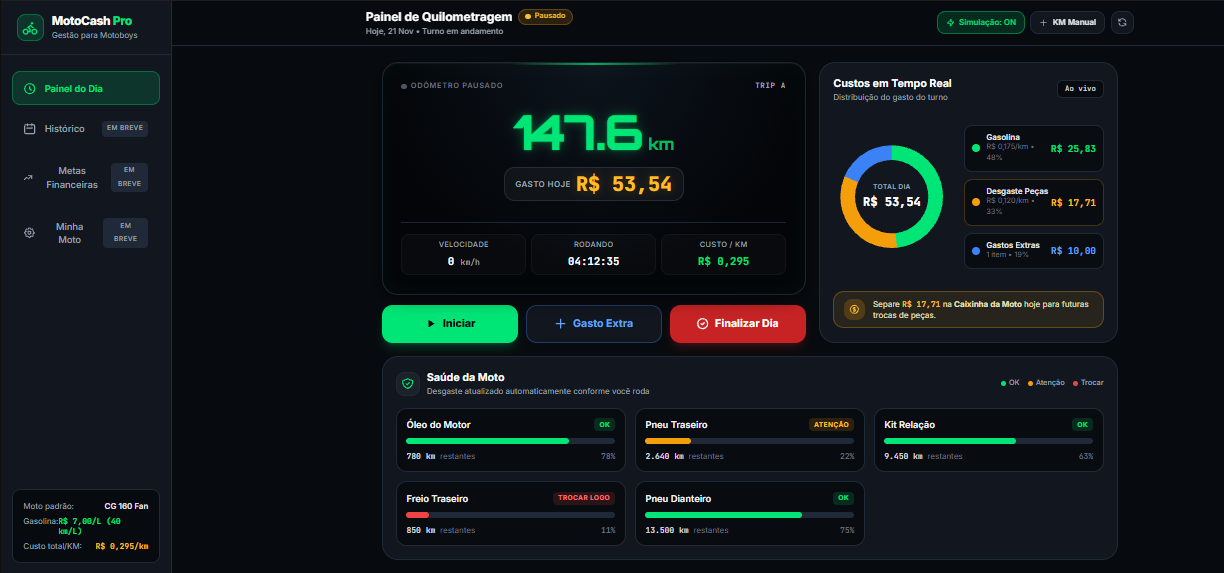 MotoCash Pro
Gestão para Motoboys
Painel do Dia
Histórico
EM BREVE
Metas
Financeiras
EM
BREVE
Minha
Moto
EM
BREVE
Moto padrão: CG 160 Fan
Gasolina: R$ 7,00/L (40
km/L)
Custo total/KM: R$ 0,295/km
Painel de Quilometragem
Pausado
Hoje, 21 Nov • Turno em andamento
Simulação: ON
KM Manual
ODÔMETRO PAUSADO
TRIP A
147.6 km
GASTO HOJE R$ 53,54
VELOCIDADE
0 km/h
RODANDO
04:12:35
CUSTO / KM
R$ 0,295
Iniciar
Gasto Extra
Finalizar Dia
Custos em Tempo Real
Distribuição do gasto do turno
Ao vivo
TOTAL DIA
R$ 53,54
Gasolina
R$ 0,175/km •
48%
R$ 25,83
Desgaste Peças
R$ 0,120/km •
33%
R$ 17,71
Gastos Extras
1 item • 19%
R$ 10,00
Separe R$ 17,71 na Caixinha da Moto hoje para futuras
trocas de peças.
Saúde da Moto
Desgaste atualizado automaticamente conforme você roda
OK
Atenção
Trocar
Óleo do Motor
OK
780 km restantes
78%
Pneu Traseiro
ATENÇÃO
2.640 km restantes
22%
Kit Relação
OK
9.450 km restantes
63%
Freio Traseiro
TROCAR LOGO
850 km restantes
11%
Pneu Dianteiro
OK
13.500 km restantes
75%